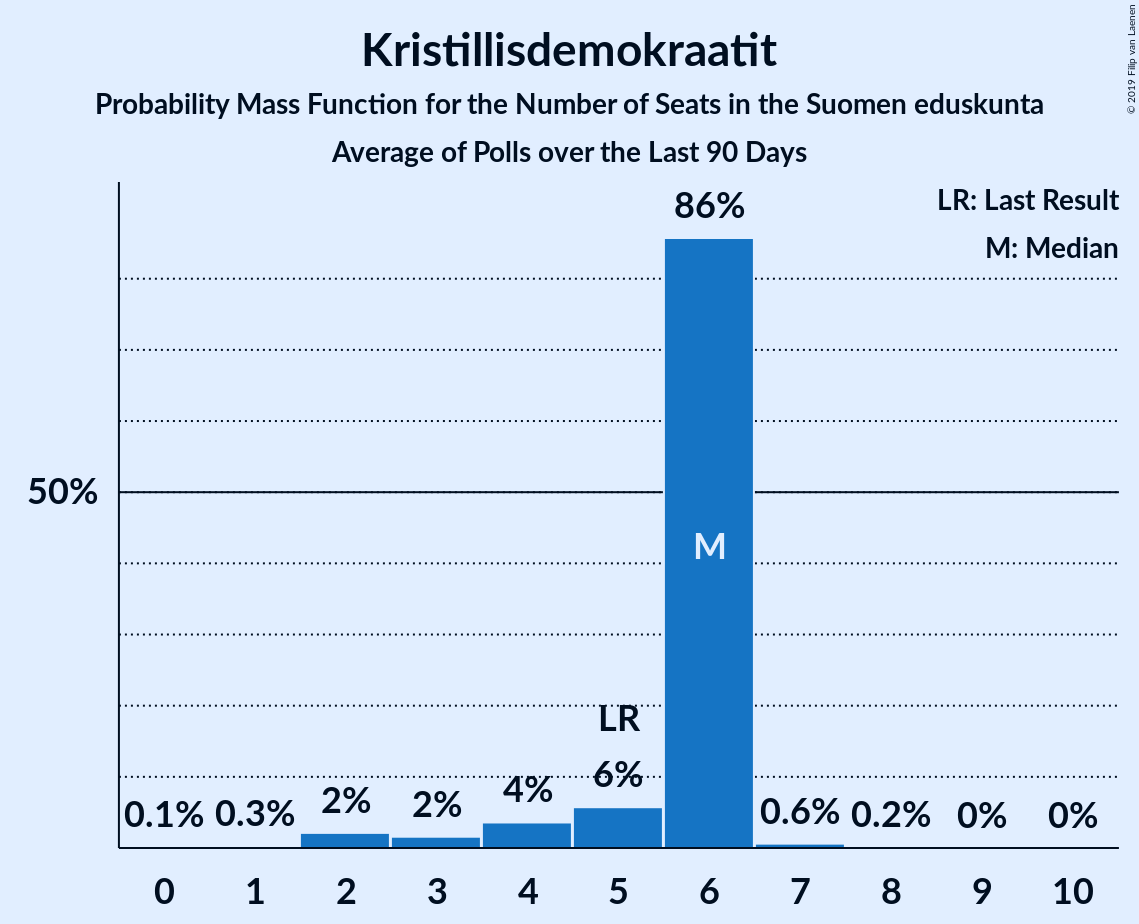 Kristillisdemokraatit
Probability Mass Function for the Number of Seats in the Suomen eduskunta
Average of Polls over the Last 90 Days
© 2019 Filip van Laenen
LR: Last Result
M: Median
86%
50%
M
LR
0.1% 0.3% 2% 2% 4% 6% 0.6% 0.2% 0% 0%
0 1 2 3 4 5 6 7 8 9 10